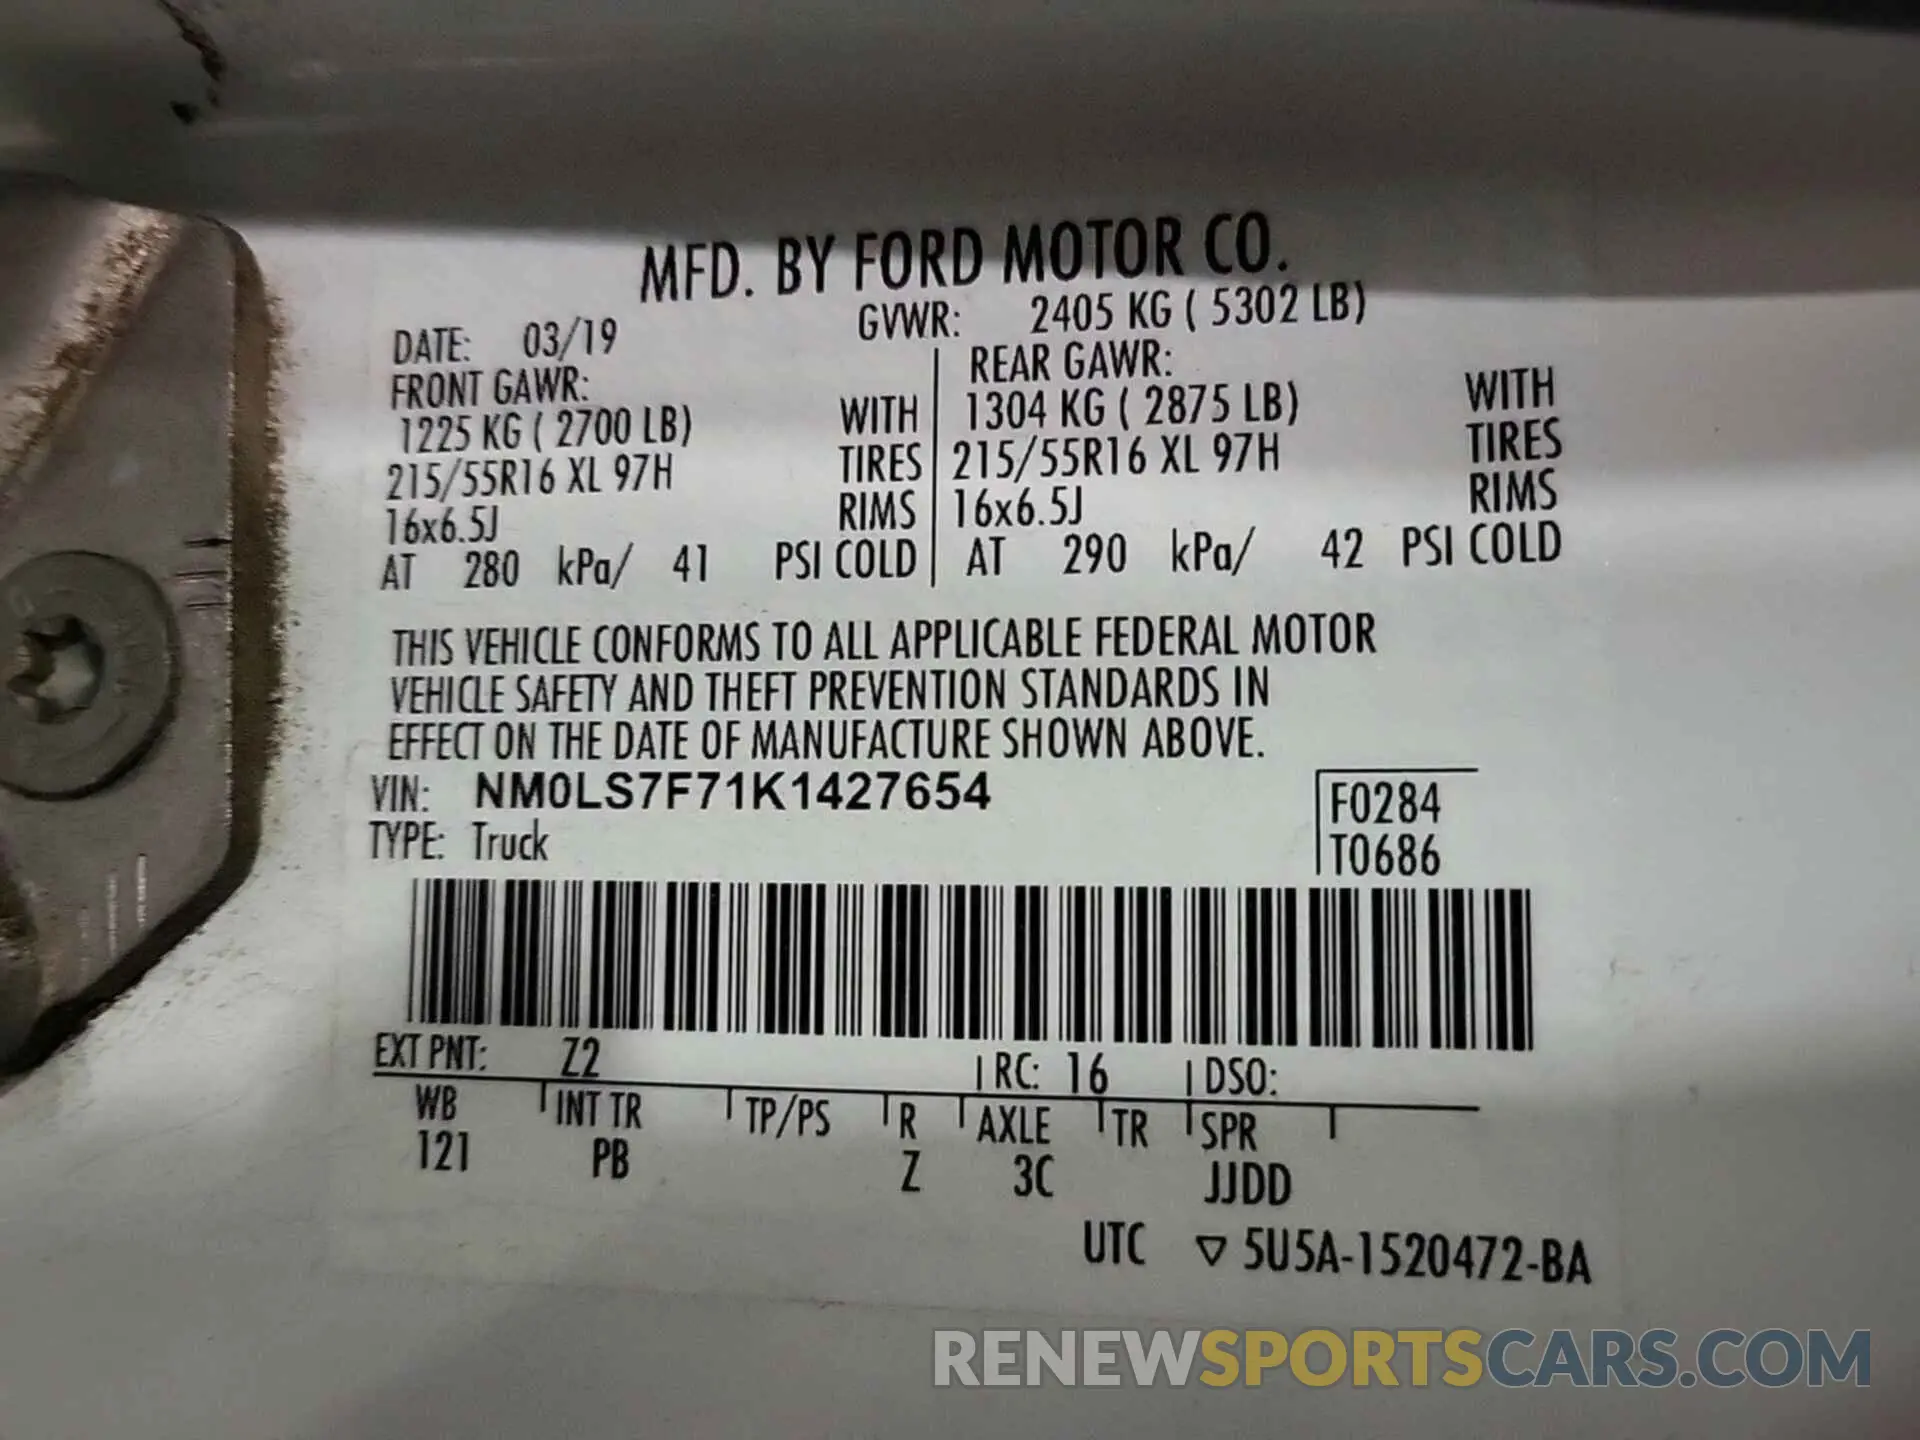 MFD. BY FORD MOTOR CO.
DATE: 03/19 GVWR: 2405 KG ( 5302 LB)
FRONT GAWR: REAR GAWR:
1225 KG ( 2700 LB) WITH 1304 KG ( 2875 LB) WITH
215/55R16 XL 97H TIRES 215/55R16 XL 97H TIRES
16x6.5J RIMS 16x6.5J RIMS
AT 280 kPa/ 41 PSI COLD AT 290 kPa/ 42 PSI COLD
THIS VEHICLE CONFORMS TO ALL APPLICABLE FEDERAL MOTOR
VEHICLE SAFETY AND THEFT PREVENTION STANDARDS IN
EFFECT ON THE DATE OF MANUFACTURE SHOWN ABOVE.
VIN: NM0LS7F71K1427654 F0284
TYPE: Truck T0686
EXT PNT: Z2 RC: 16 DSO:
WB INT TR TP/PS R AXLE TR SPR
121 PB Z 3C JJDD
UTC ▽ 5U5A-1520472-BA
RENEWSPORTSCARS.COM